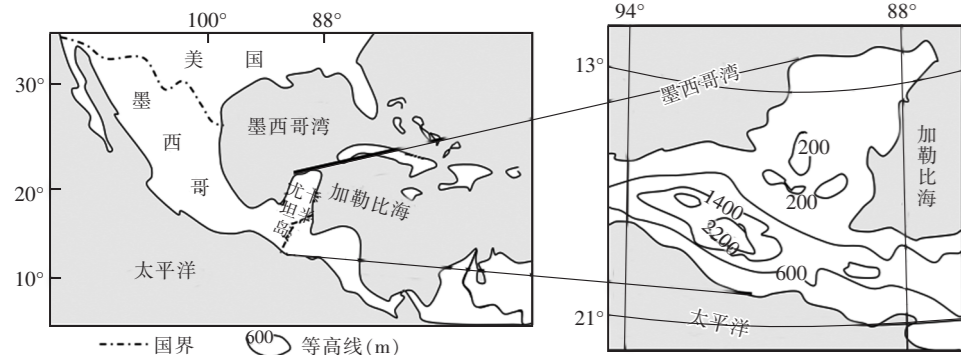 100° 88°
美国
30°
墨西哥
墨西哥湾
20°
尤卡坦半岛
加勒比海
太平洋
10°
国界 600 等高线(m)
94° 88°
13°
墨西哥湾
加勒比海
200
200
1400
2200
600
21°
太平洋